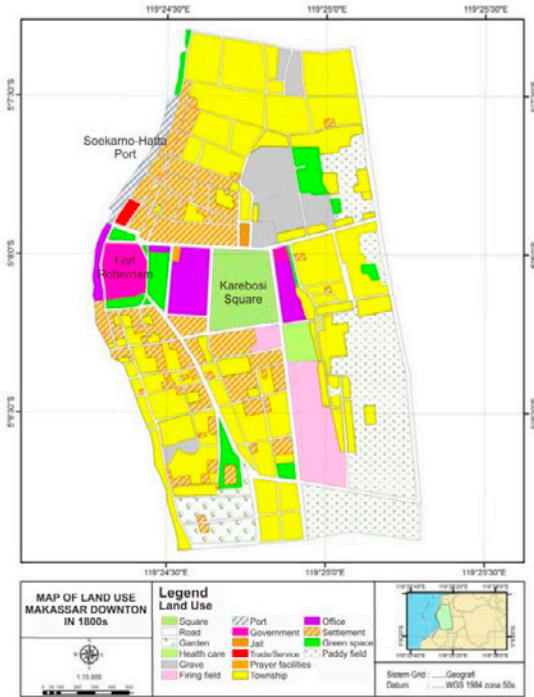 119°24'30"E
119°25'0"E
119°25'30"E
5°7'30"S
Soekarno-Hatta
Port
5°8'0"S
Fort
Rotterdam
Karebosi
Square
5°8'30"S
119°24'30"E
119°25'0"E
119°25'30"E
MAP OF LAND USE
MAKASSAR DOWNTON
IN 1800s
1:15.000
Legend
Land Use
Square
Road
Garden
Health care
Grave
Firing field
Port
Government
Jail
Trade/Service
Prayer facilities
Township
Office
Settlement
Green space
Paddy field
Sistem Grid : ......Geografi
Datum : ......WGS 1984 zona 50s